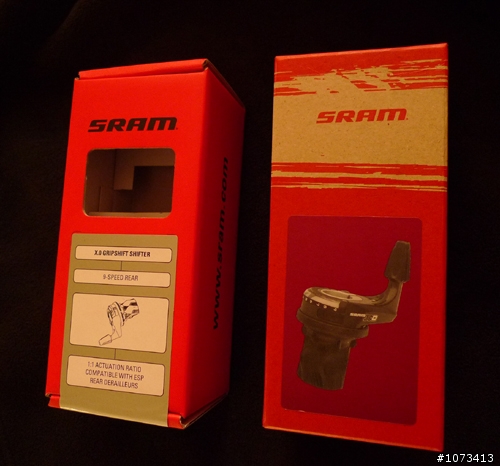 SRAM
www.sram.com
X.0 GRIPSHIFT SHIFTER
9-SPEED REAR
1:1 ACTUATION RATIO
COMPATIBLE WITH ESP
REAR DERAILLEURS
SRAM
#1073413